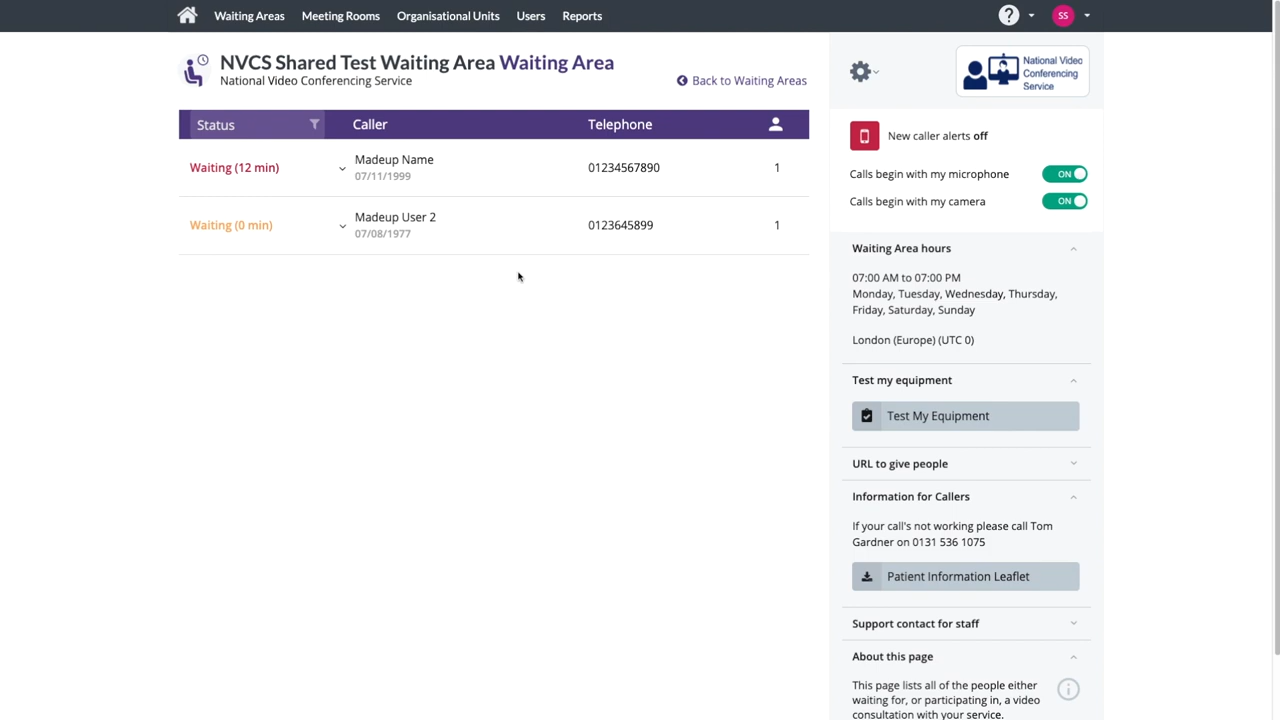 Waiting Areas Meeting Rooms Organisational Units Users Reports ? SS
NVCS Shared Test Waiting Area Waiting Area
National Video Conferencing Service
Back to Waiting Areas
National Video
Conferencing
Service
Status Caller Telephone
Waiting (12 min) Madeup Name 01234567890 1
07/11/1999
Waiting (0 min) Madeup User 2 0123645899 1
07/08/1977
New caller alerts off
Calls begin with my microphone ON
Calls begin with my camera ON
Waiting Area hours
07:00 AM to 07:00 PM
Monday, Tuesday, Wednesday, Thursday,
Friday, Saturday, Sunday
London (Europe) (UTC 0)
Test my equipment
Test My Equipment
URL to give people
Information for Callers
If your call's not working please call Tom
Gardner on 0131 536 1075
Patient Information Leaflet
Support contact for staff
About this page
This page lists all of the people either
waiting for, or participating in, a video
consultation with your service.